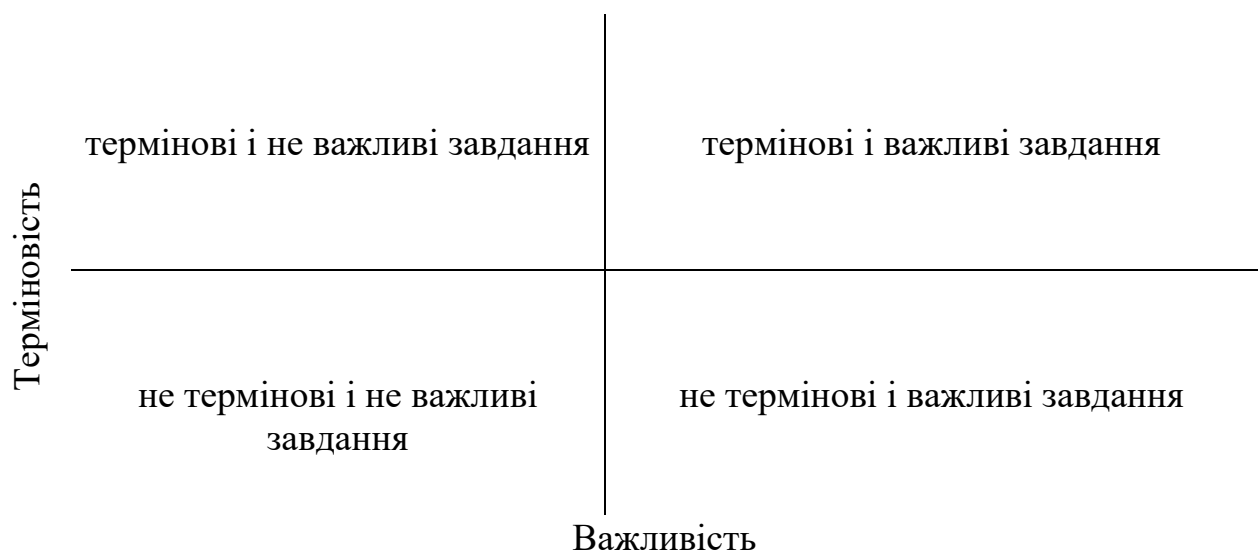 термінові і не важливі завдання
термінові і важливі завдання
Терміновість
не термінові і не важливі
завдання
не термінові і важливі завдання
Важливість